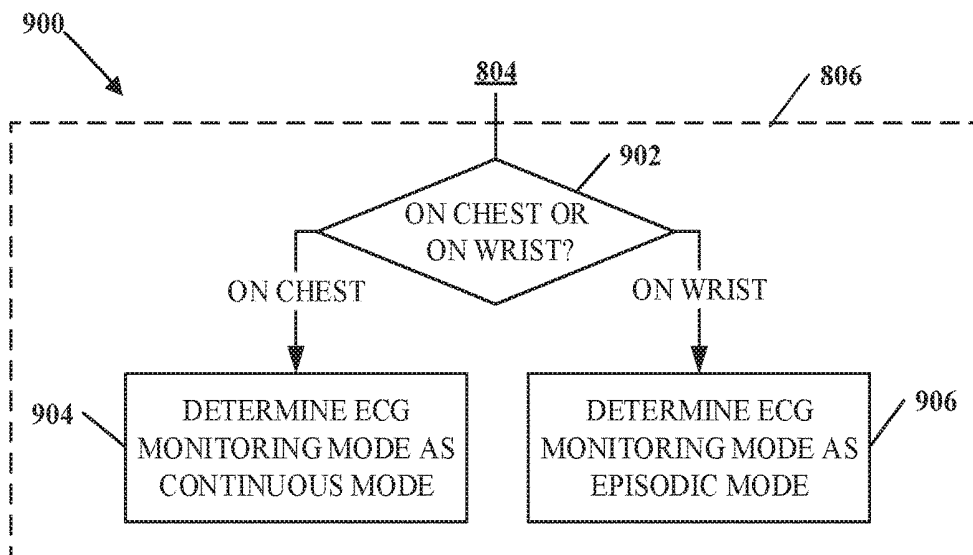 900
804
806
902
ON CHEST OR
ON WRIST?
ON CHEST
ON WRIST
904
DETERMINE ECG
MONITORING MODE AS
CONTINUOUS MODE
DETERMINE ECG
MONITORING MODE AS
EPISODIC MODE
906